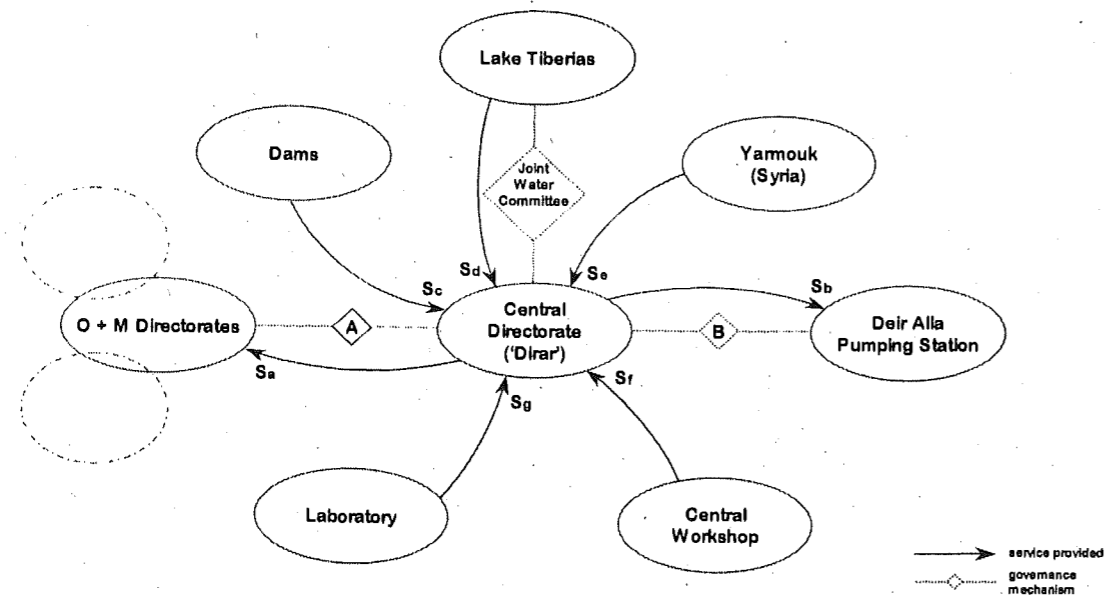 Lake Tiberias
Dams
Yarmouk
(Syria)
Joint
Water
Committee
Sd
Se
Sc
Sb
Central
Directorate
('Dirar')
O + M Directorates
A
B
Deir Alla
Pumping Station
Sa
Sf
Sg
Laboratory
Central
Workshop
service provided
governance
mechanism